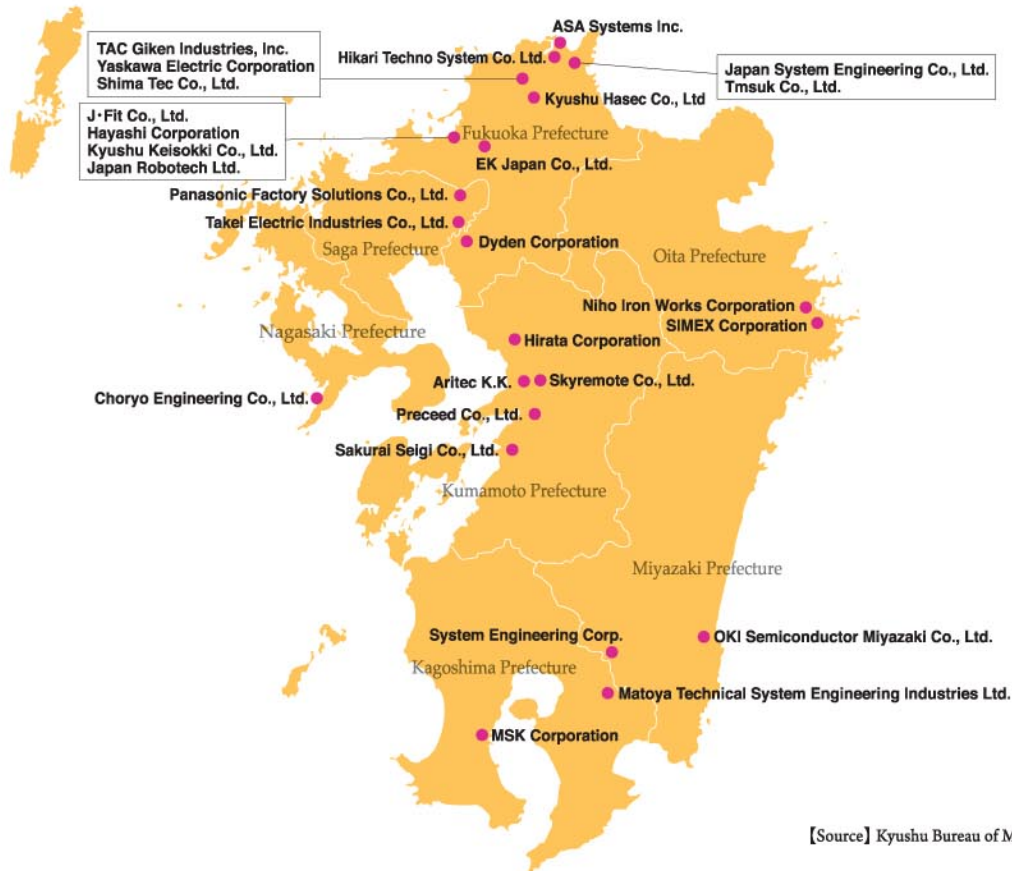 ASA Systems Inc.
TAC Giken Industries, Inc.
Yaskawa Electric Corporation
Shima Tec Co., Ltd.
Hikari Techno System Co. Ltd.
Japan System Engineering Co., Ltd.
Tmsuk Co., Ltd.
Kyushu Hasec Co., Ltd
J・Fit Co., Ltd.
Hayashi Corporation
Kyushu Keisokki Co., Ltd.
Japan Robotech Ltd.
Fukuoka Prefecture
EK Japan Co., Ltd.
Panasonic Factory Solutions Co., Ltd.
Takei Electric Industries Co., Ltd.
Dyden Corporation
Saga Prefecture
Oita Prefecture
Niho Iron Works Corporation
SIMEX Corporation
Nagasaki Prefecture
Hirata Corporation
Aritec K.K.
Skyremote Co., Ltd.
Choryo Engineering Co., Ltd.
Preceed Co., Ltd.
Sakurai Seigi Co., Ltd.
Kumamoto Prefecture
Miyazaki Prefecture
System Engineering Corp.
OKI Semiconductor Miyazaki Co., Ltd.
Kagoshima Prefecture
Matoya Technical System Engineering Industries Ltd.
MSK Corporation
【Source】 Kyushu Bureau of M